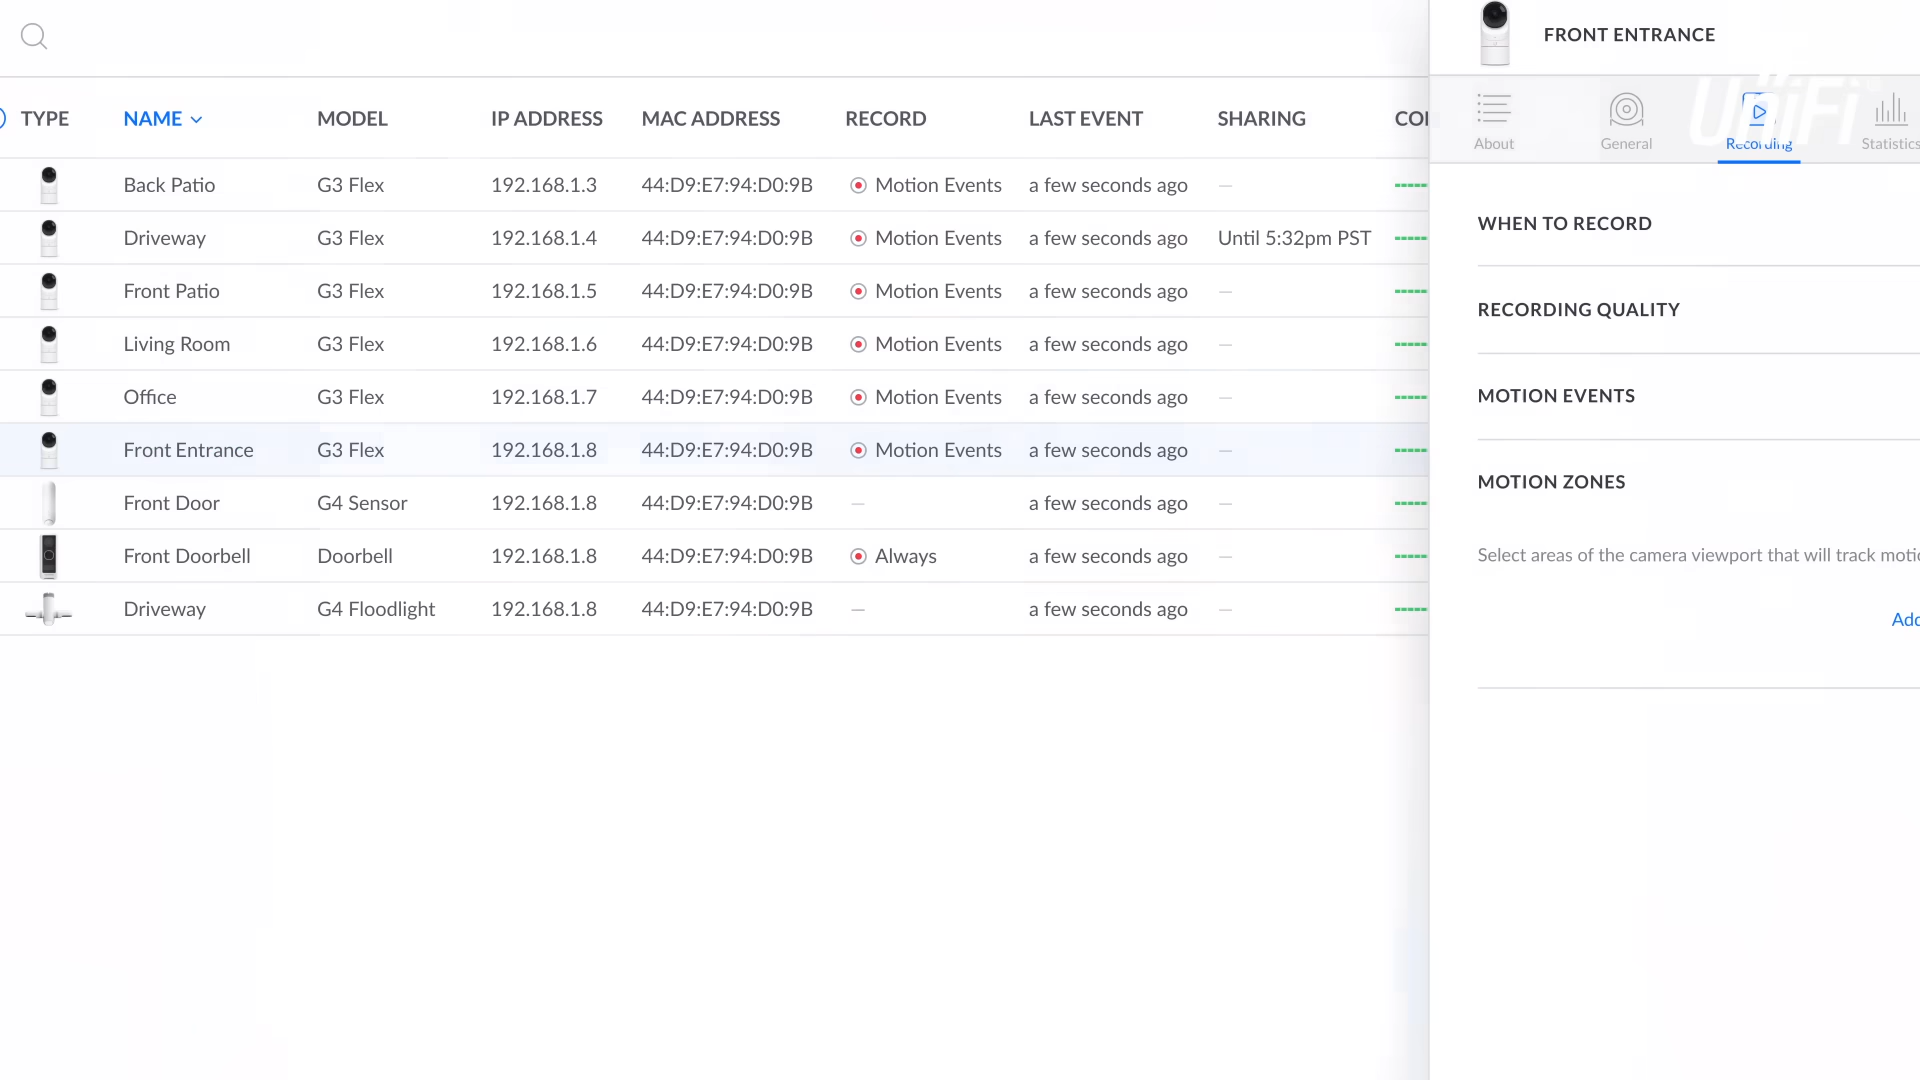 FRONT ENTRANCE
UniFi
TYPE NAME MODEL IP ADDRESS MAC ADDRESS RECORD LAST EVENT SHARING
About General Recording Statistics
Back Patio G3 Flex 192.168.1.3 44:D9:E7:94:D0:9B Motion Events a few seconds ago —
Driveway G3 Flex 192.168.1.4 44:D9:E7:94:D0:9B Motion Events a few seconds ago Until 5:32pm PST
Front Patio G3 Flex 192.168.1.5 44:D9:E7:94:D0:9B Motion Events a few seconds ago —
Living Room G3 Flex 192.168.1.6 44:D9:E7:94:D0:9B Motion Events a few seconds ago —
Office G3 Flex 192.168.1.7 44:D9:E7:94:D0:9B Motion Events a few seconds ago —
Front Entrance G3 Flex 192.168.1.8 44:D9:E7:94:D0:9B Motion Events a few seconds ago —
Front Door G4 Sensor 192.168.1.8 44:D9:E7:94:D0:9B — a few seconds ago —
Front Doorbell Doorbell 192.168.1.8 44:D9:E7:94:D0:9B Always a few seconds ago —
Driveway G4 Floodlight 192.168.1.8 44:D9:E7:94:D0:9B — a few seconds ago —
WHEN TO RECORD
RECORDING QUALITY
MOTION EVENTS
MOTION ZONES
Select areas of the camera viewport that will track